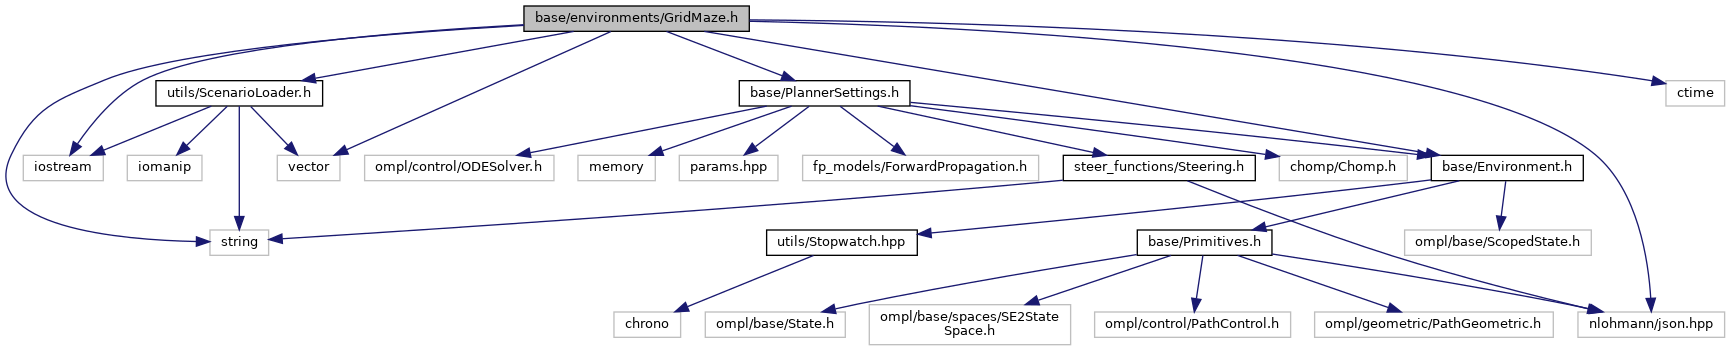 base/environments/GridMaze.h
utils/ScenarioLoader.h
base/PlannerSettings.h
ctime
iostream
iomanip
vector
ompl/control/ODESolver.h
memory
params.hpp
fp_models/ForwardPropagation.h
steer_functions/Steering.h
chomp/Chomp.h
base/Environment.h
string
utils/Stopwatch.hpp
base/Primitives.h
ompl/base/ScopedState.h
chrono
ompl/base/State.h
ompl/base/spaces/SE2State
Space.h
ompl/control/PathControl.h
ompl/geometric/PathGeometric.h
nlohmann/json.hpp